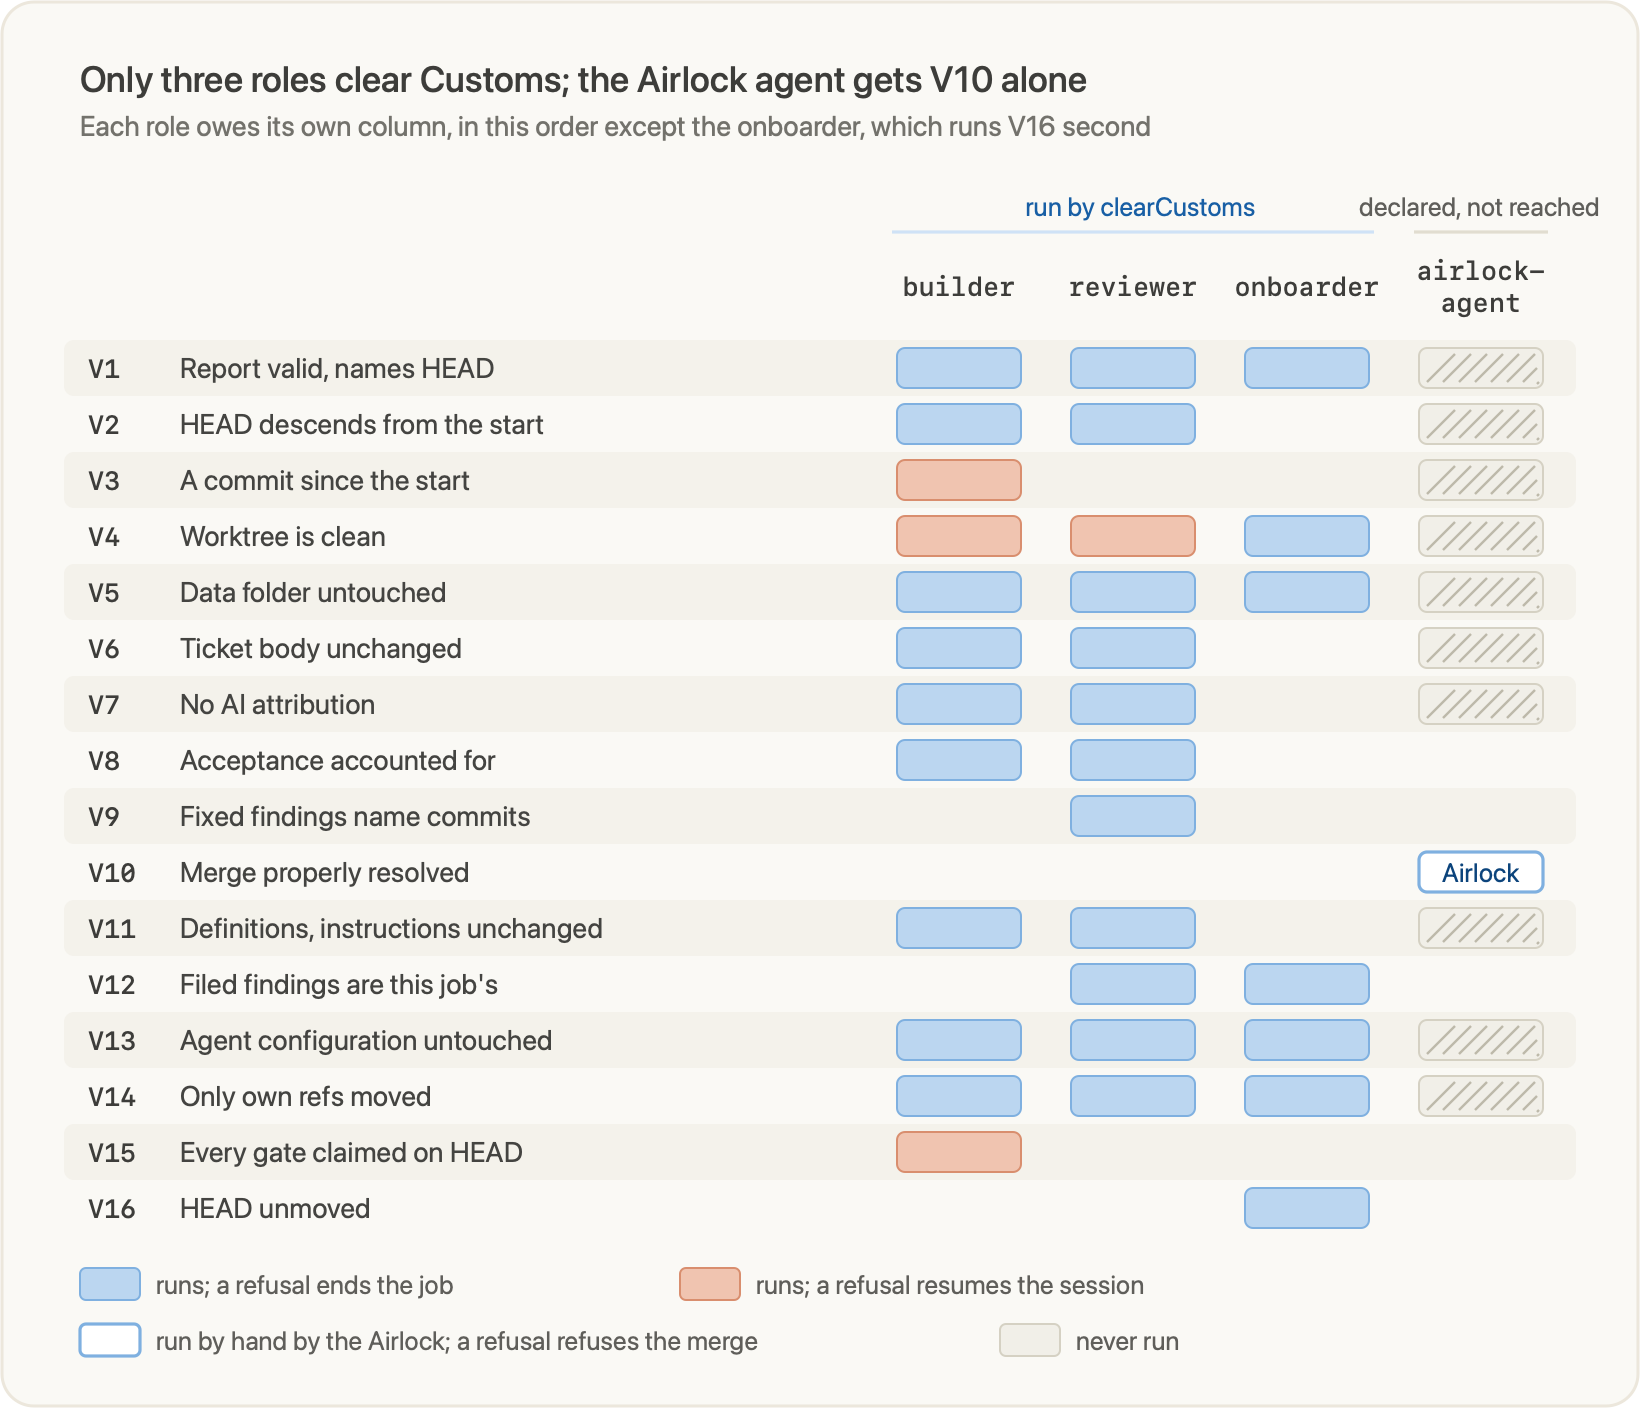 Only three roles clear Customs; the Airlock agent gets V10 alone
Each role owes its own column, in this order except the onboarder, which runs V16 second
run by clearCustoms
declared, not reached
builder
reviewer
onboarder
airlock-
agent
V1 Report valid, names HEAD
V2 HEAD descends from the start
V3 A commit since the start
V4 Worktree is clean
V5 Data folder untouched
V6 Ticket body unchanged
V7 No AI attribution
V8 Acceptance accounted for
V9 Fixed findings name commits
V10 Merge properly resolved Airlock
V11 Definitions, instructions unchanged
V12 Filed findings are this job's
V13 Agent configuration untouched
V14 Only own refs moved
V15 Every gate claimed on HEAD
V16 HEAD unmoved
runs; a refusal ends the job
runs; a refusal resumes the session
run by hand by the Airlock; a refusal refuses the merge
never run